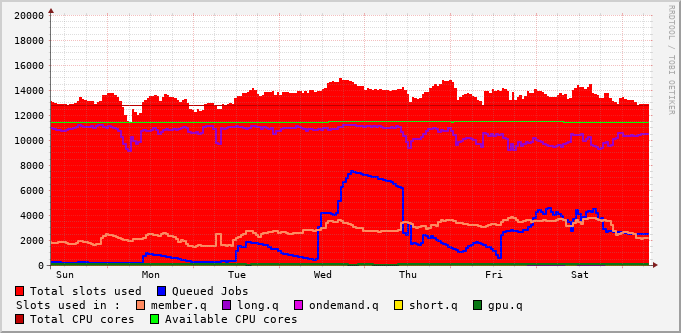 RRDTOOL / TOBI OETIKER
20000
18000
16000
14000
12000
10000
8000
6000
4000
2000
0
Sun Mon Tue Wed Thu Fri Sat
Total slots used Queued Jobs
Slots used in : member.q long.q ondemand.q short.q gpu.q
Total CPU cores Available CPU cores